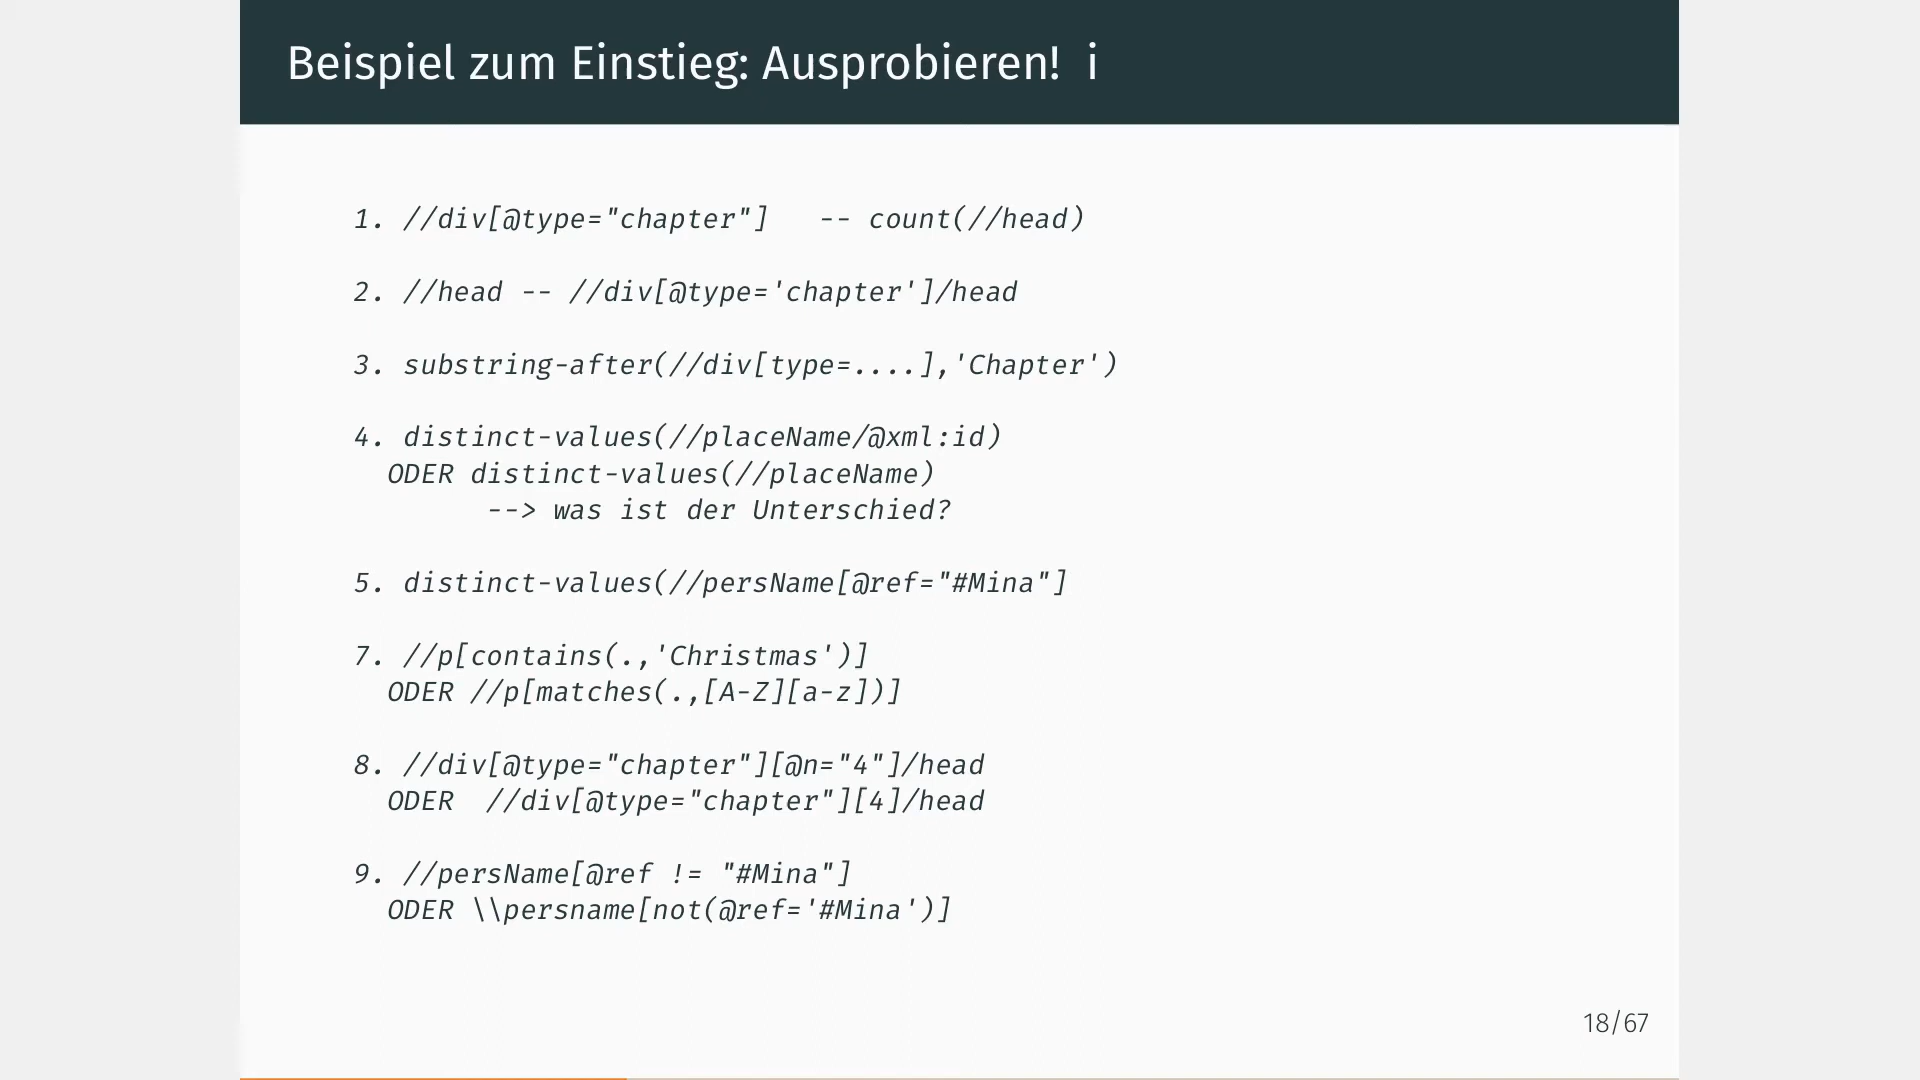 Beispiel zum Einstieg: Ausprobieren! i
1. //div[@type="chapter"] -- count(//head)
2. //head -- //div[@type='chapter']/head
3. substring-after(//div[type=....],'Chapter')
4. distinct-values(//placeName/@xml:id)
ODER distinct-values(//placeName)
--> was ist der Unterschied?
5. distinct-values(//persName[@ref="#Mina"]
7. //p[contains(.,'Christmas')]
ODER //p[matches(.,[A-Z][a-z])]
8. //div[@type="chapter"][@n="4"]/head
ODER //div[@type="chapter"][4]/head
9. //persName[@ref != "#Mina"]
ODER \\persname[not(@ref='#Mina')]
18/67